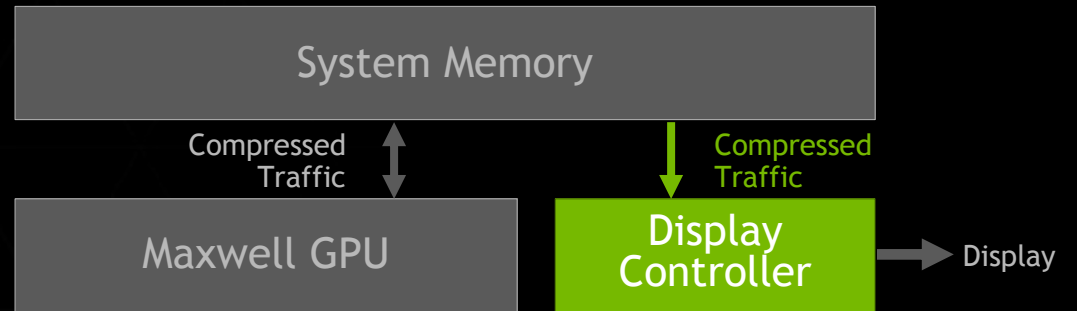 System Memory
Compressed
Traffic
Compressed
Traffic
Maxwell GPU
Display
Controller
Display